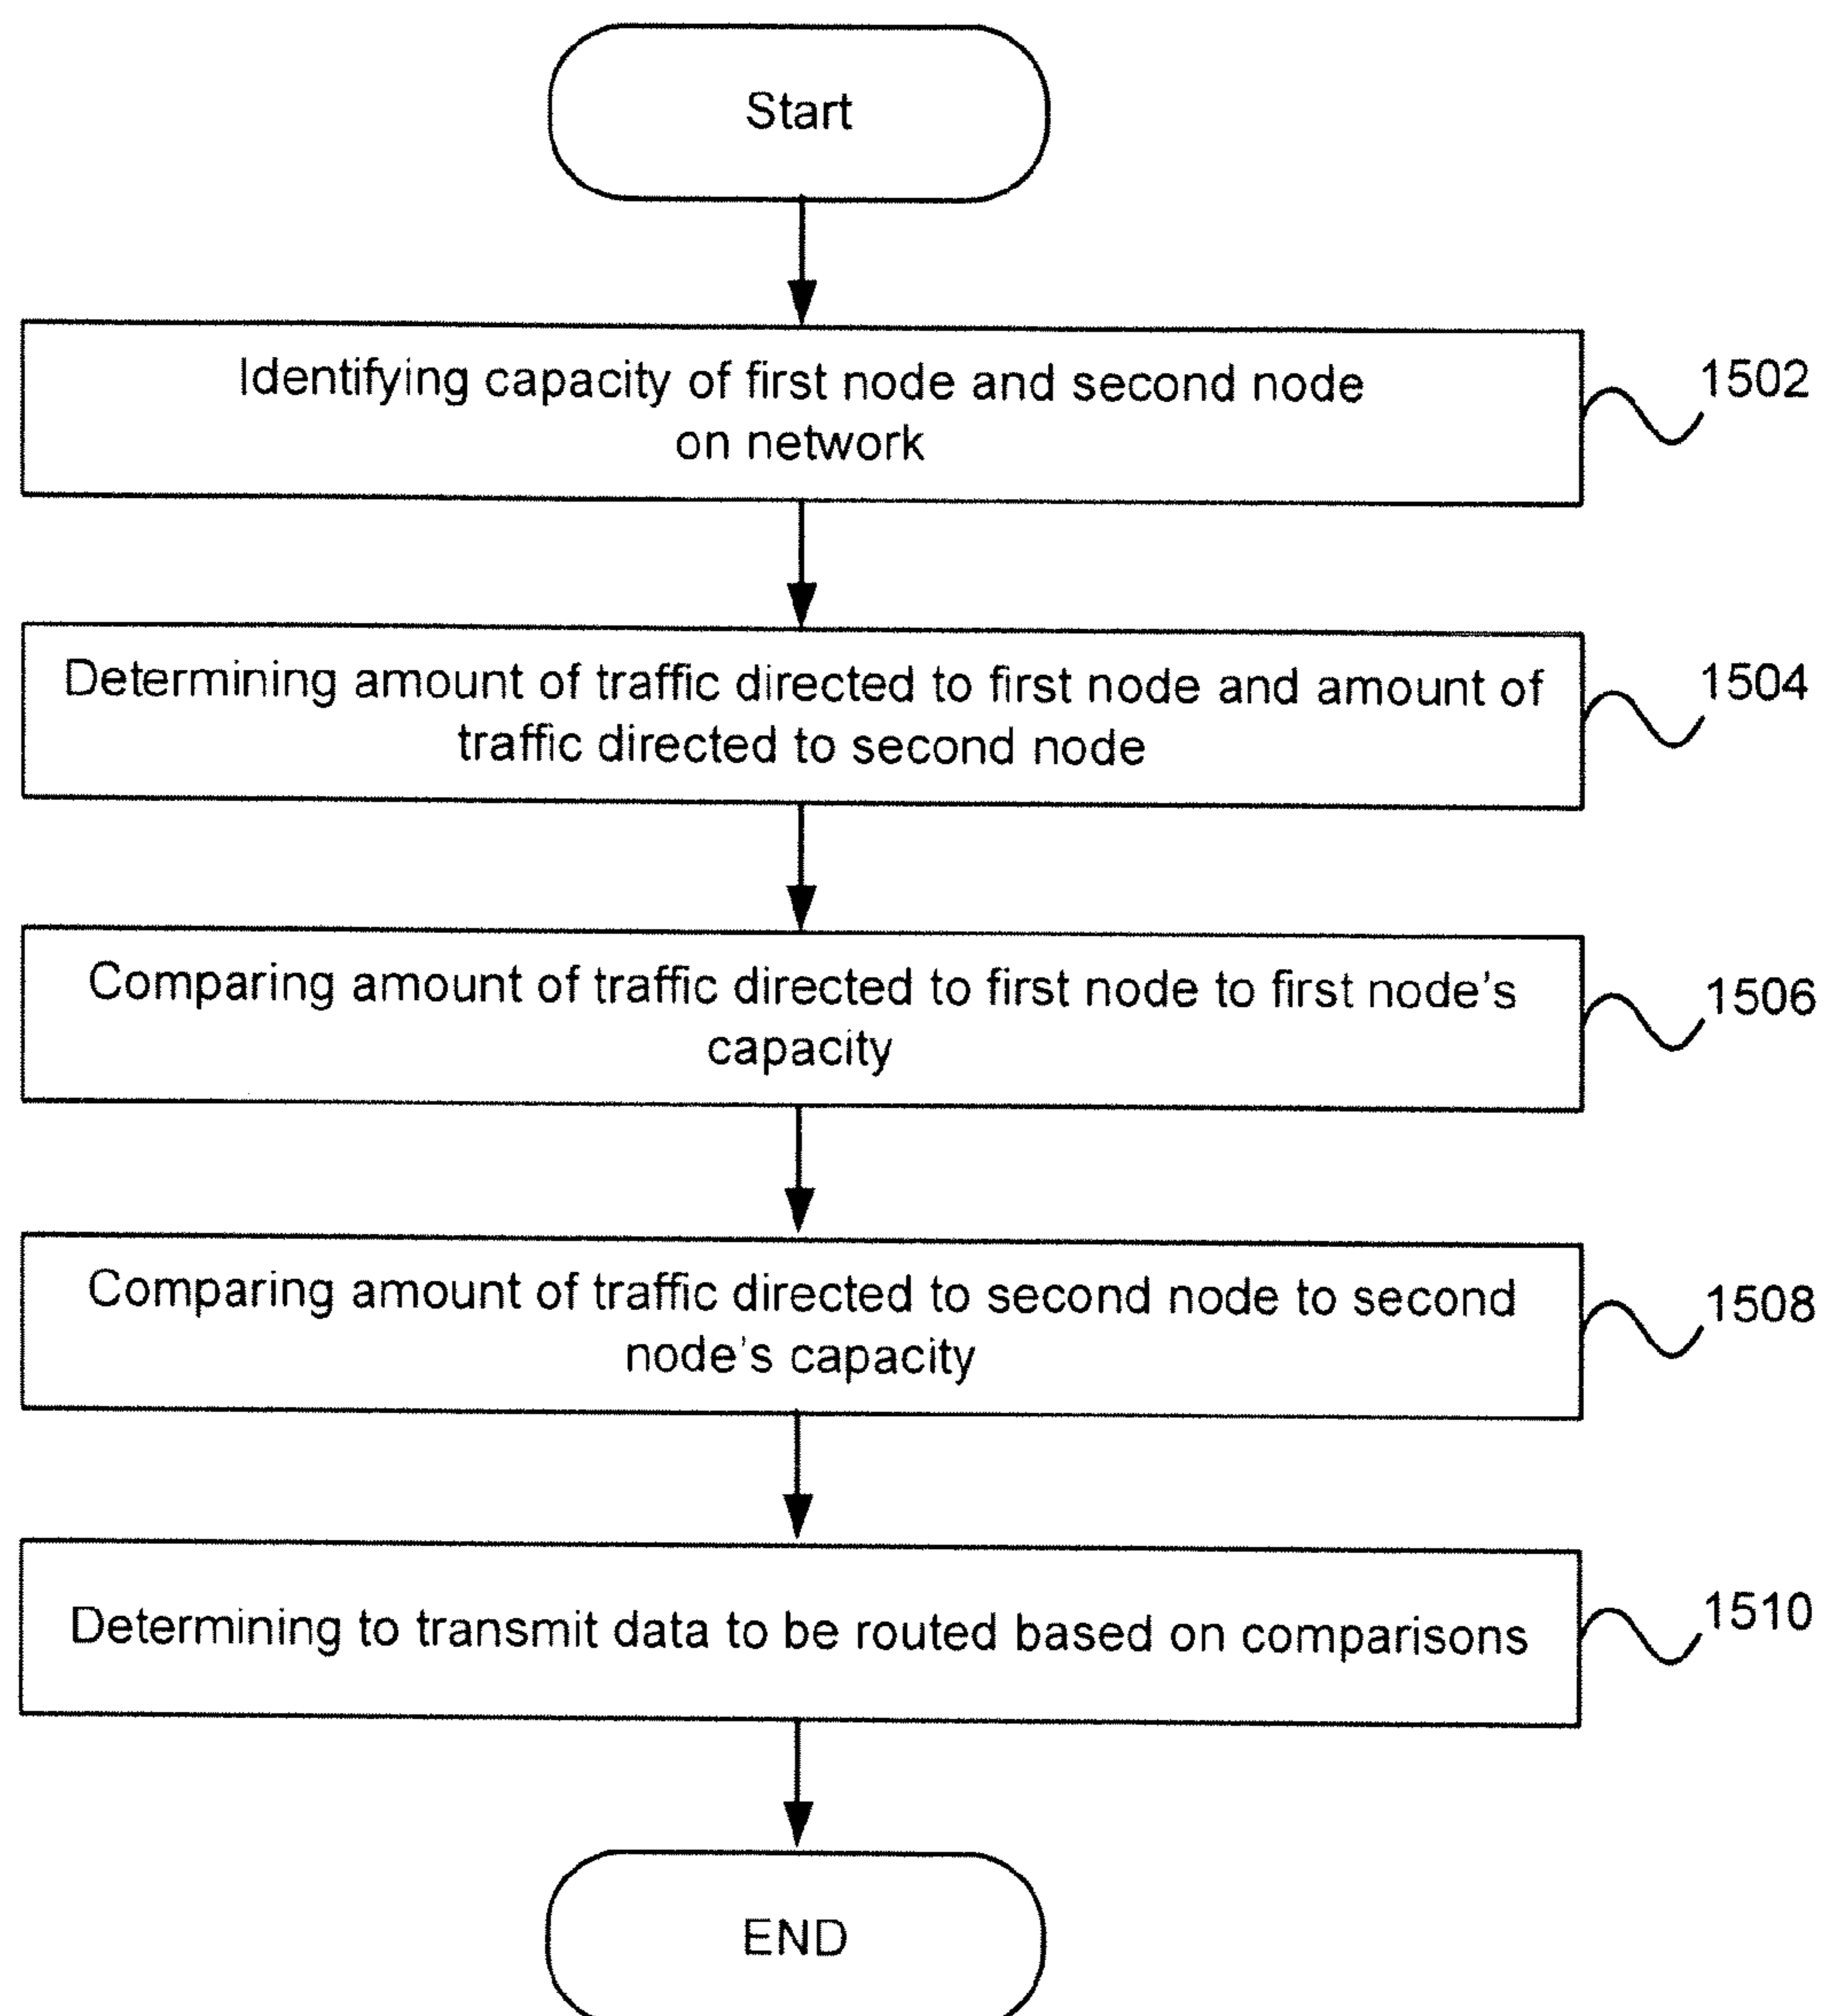 Start
Identifying capacity of first node and second node
on network
1502
Determining amount of traffic directed to first node and amount of
traffic directed to second node
1504
Comparing amount of traffic directed to first node to first node's
capacity
1506
Comparing amount of traffic directed to second node to second
node's capacity
1508
Determining to transmit data to be routed based on comparisons
1510
END